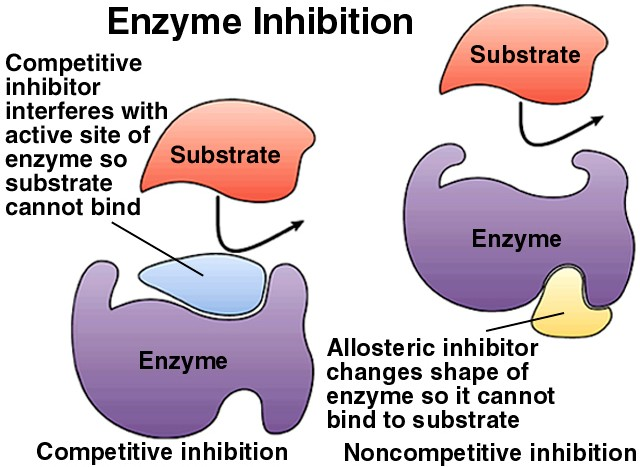 Enzyme Inhibition
Competitive
inhibitor
interferes with
active site of
enzyme so
substrate
cannot bind
Substrate
Enzyme
Competitive inhibition
Substrate
Enzyme
Allosteric inhibitor
changes shape of
enzyme so it cannot
bind to substrate
Noncompetitive inhibition